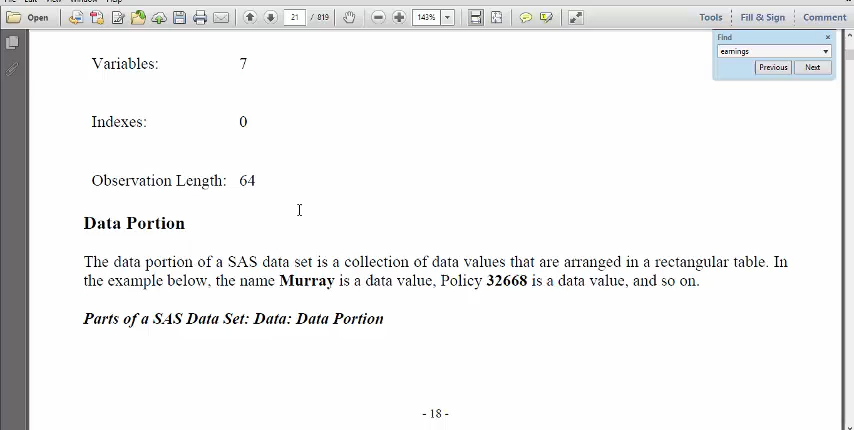 Open 21 / 819 143% Tools Fill & Sign Comment
Find
earnings
Previous Next
Variables: 7
Indexes: 0
Observation Length: 64
Data Portion
The data portion of a SAS data set is a collection of data values that are arranged in a rectangular table. In
the example below, the name Murray is a data value, Policy 32668 is a data value, and so on.
Parts of a SAS Data Set: Data: Data Portion
- 18 -